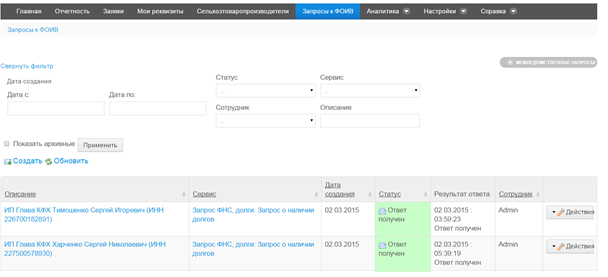 Главная Отчетность Заявки Мои реквизиты Сельхозтоваропроизводители Запросы к ФОИВ Аналитика Настройки Справка
Запросы к ФОИВ
Свернуть фильтр
МЕЖВЕДОМСТВЕННЫЕ ЗАПРОСЫ
Дата создания
Дата с: Дата по:
Статус Сервис
... ..
Сотрудник Описание
..
Показать архивные Применить
Создать Обновить
Описание Сервис Дата создания Статус Результат ответа Сотрудник
ИП Глава КФХ Тимошенко Сергей Игоревич (ИНН Запрос ФНС, долги: Запрос о наличии 02.03.2015 Ответ 02.03.2015 : Admin Действия
226700182891) долгов получен 03:59:23
Ответ получен
ИП Глава КФХ Харченко Сергей Николаевич (ИНН Запрос ФНС, долги: Запрос о наличии 02.03.2015 Ответ 02.03.2015 : Admin Действия
227500578930) долгов получен 05:39:19
Ответ получен